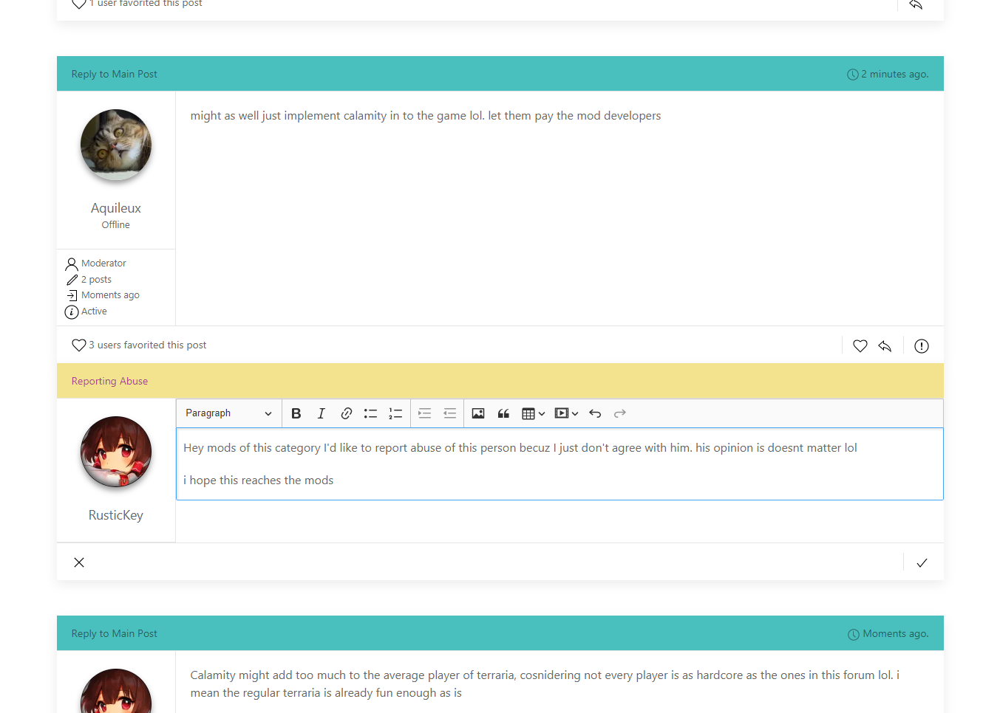 1 user favorited this post
Reply to Main Post
2 minutes ago.
might as well just implement calamity in to the game lol. let them pay the mod developers
Aquileux
Offline
Moderator
2 posts
Moments ago
Active
3 users favorited this post
Reporting Abuse
Paragraph
Hey mods of this category I'd like to report abuse of this person becuz I just don't agree with him. his opinion is doesnt matter lol
i hope this reaches the mods
RusticKey
Reply to Main Post
Moments ago.
Calamity might add too much to the average player of terraria, cosnidering not every player is as hardcore as the ones in this forum lol. i
mean the regular terraria is already fun enough as is